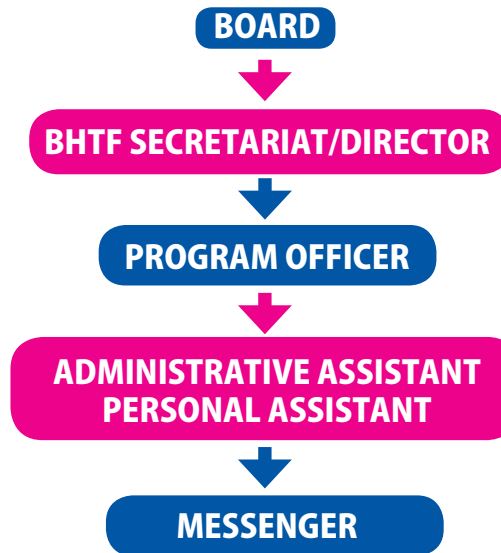 BOARD
BHTF SECRETARIAT/DIRECTOR
PROGRAM OFFICER
ADMINISTRATIVE ASSISTANT
PERSONAL ASSISTANT
MESSENGER